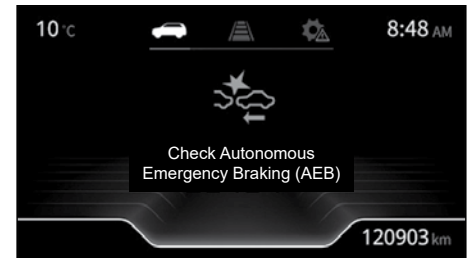 10 °C
8:48 AM
Check Autonomous
Emergency Braking (AEB)
120903 km